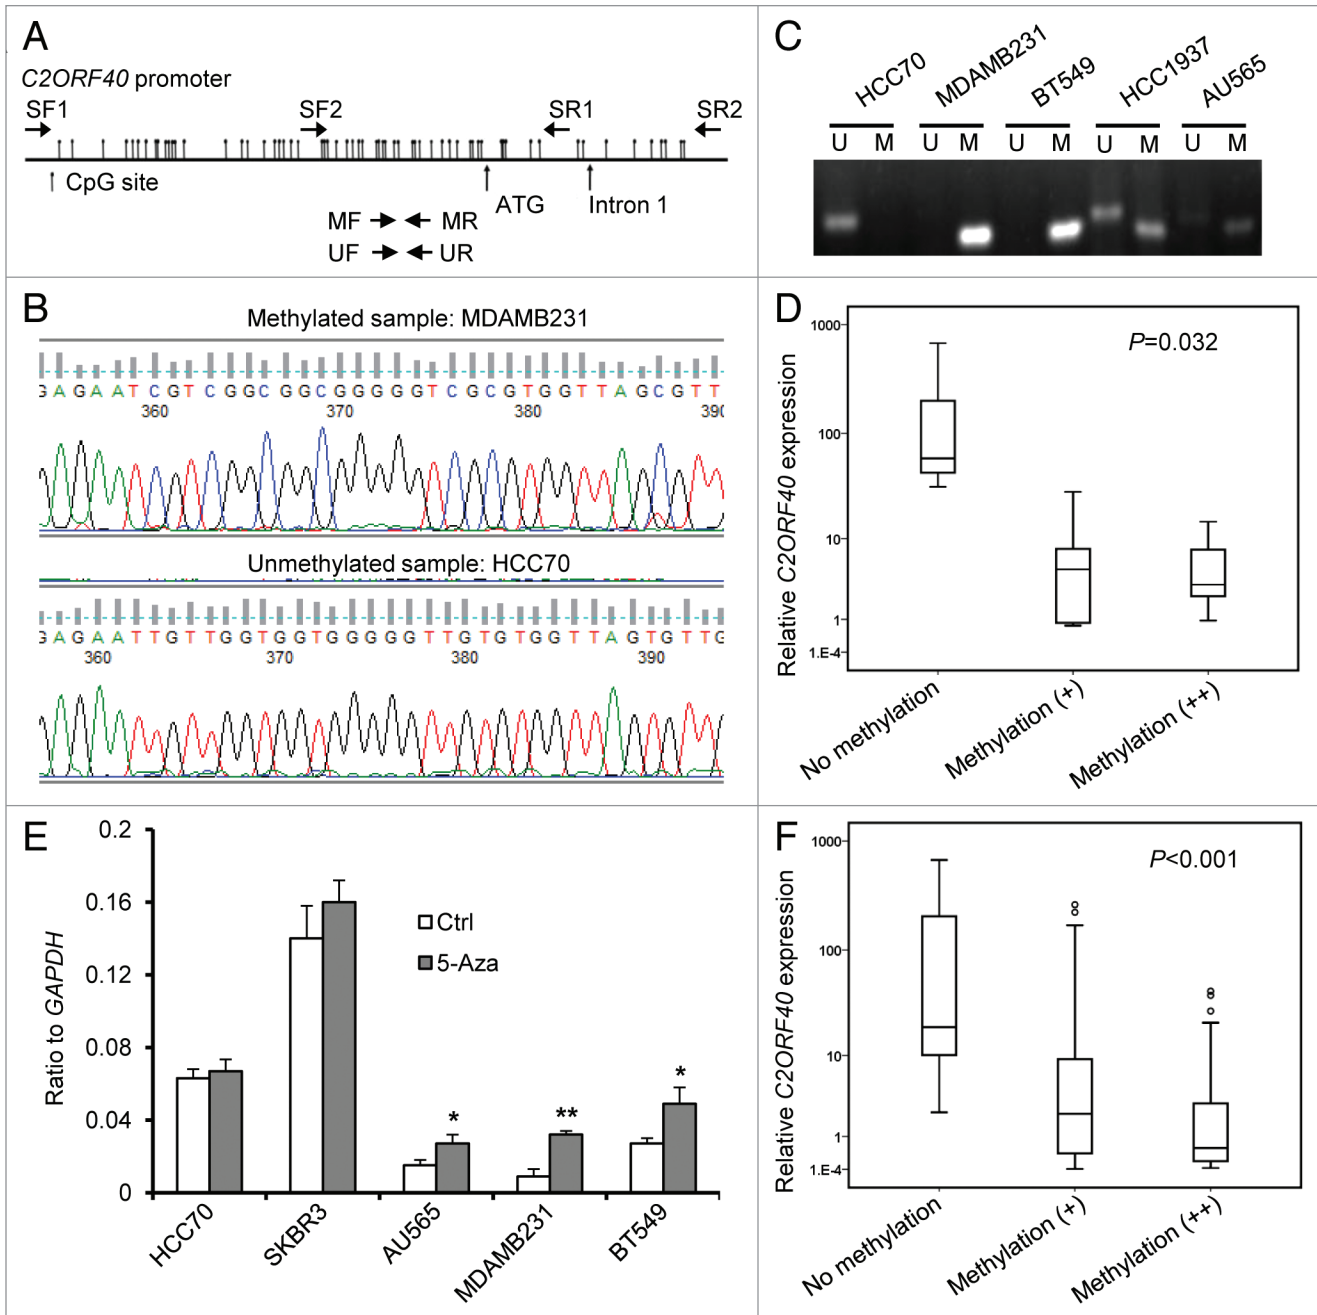 A
C2ORF40 promoter
SF1 SF2 SR1 SR2
CpG site
ATG Intron 1
MF MR
UF UR
B
Methylated sample: MDAMB231
GAGAATCGTCGGCGGCGGGGGTCGCGTGGTTAGCGTT
360 370 380 390
Unmethylated sample: HCC70
GAGAATTGTTGGTGGTGGGGGTTGTGTGGTTAGTGTTG
360 370 380 390
C
HCC70 MDAMB231 BT549 HCC1937 AU565
U M U M U M U M U M
D
P=0.032
Relative C2ORF40 expression
1000
100
10
1
1.E-4
No methylation Methylation (+) Methylation (++)
E
Ratio to GAPDH
0.2
0.16
0.12
0.08
0.04
0
Ctrl
5-Aza
* ** *
HCC70 SKBR3 AU565 MDAMB231 BT549
F
P<0.001
Relative C2ORF40 expression
1000
100
10
1
1.E-4
No methylation Methylation (+) Methylation (++)